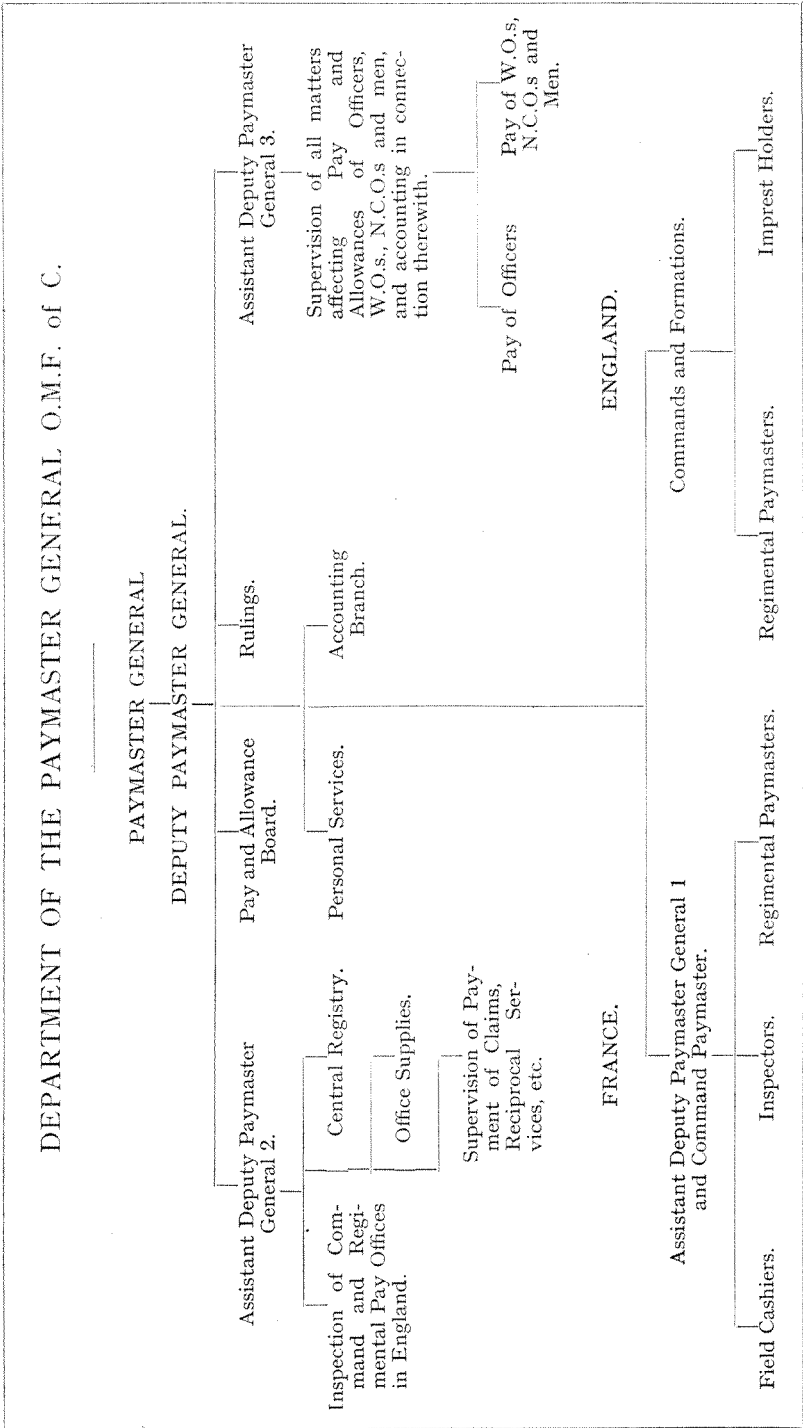 DEPARTMENT OF THE PAYMASTER GENERAL O.M.F. of C.
PAYMASTER GENERAL
DEPUTY PAYMASTER GENERAL.
Assistant Deputy Paymaster
General 2.
Pay and Allowance
Board.
Rulings.
Assistant Deputy Paymaster
General 3.
Inspection of Com-
mand and Regi-
mental Pay Offices
in England.
Central Registry.
Office Supplies.
Supervision of Pay-
ment of Claims,
Reciprocal Ser-
vices, etc.
Personal Services.
Accounting
Branch.
Supervision of all matters
affecting Pay and
Allowances of Officers,
W.O.s., N.C.O.s and men,
and accounting in connec-
tion therewith.
Pay of Officers
Pay of W.O.s,
N.C.O.s and
Men.
FRANCE.
ENGLAND.
Assistant Deputy Paymaster General 1
and Command Paymaster.
Commands and Formations.
Field Cashiers.
Inspectors.
Regimental Paymasters.
Regimental Paymasters.
Imprest Holders.